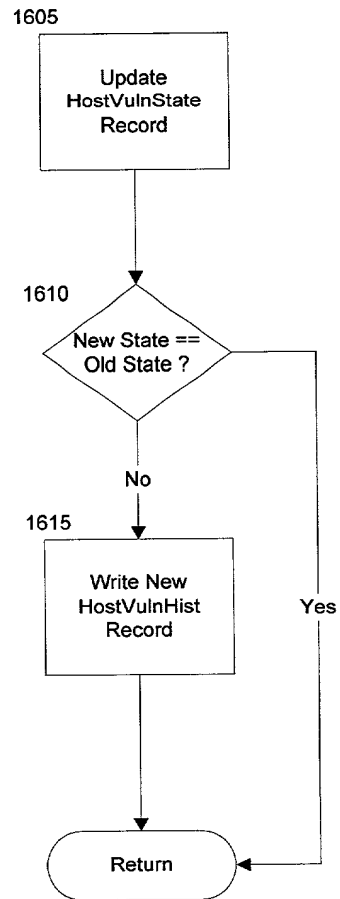 1605
Update
HostVulnState
Record
1610
New State ==
Old State ?
No
1615
Write New
HostVulnHist
Record
Yes
Return